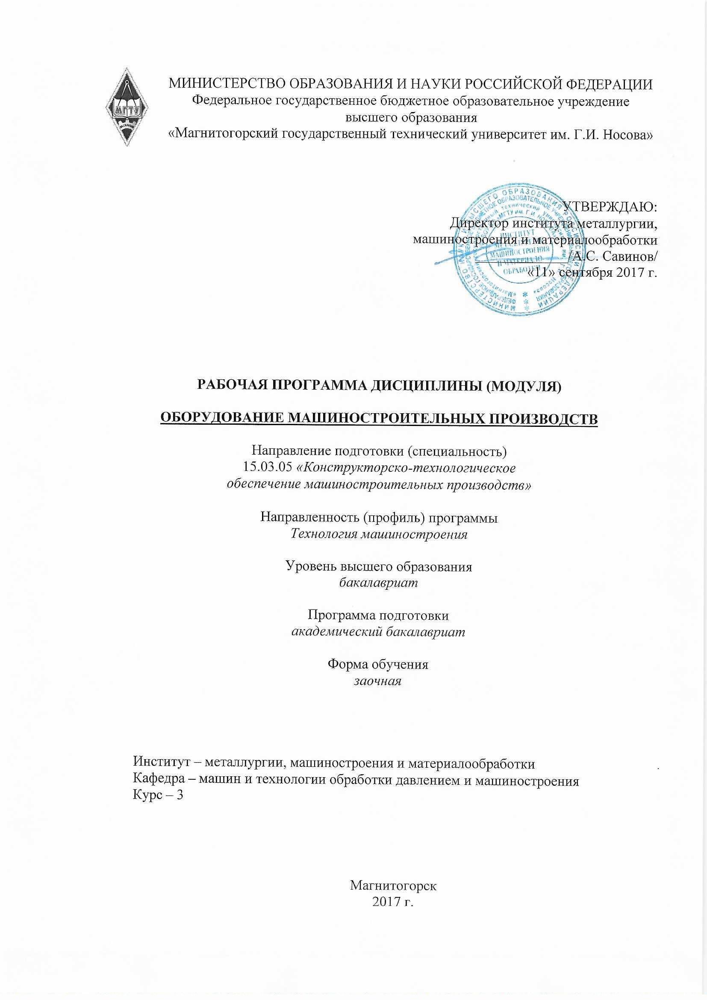 МГТУ
МИНИСТЕРСТВО ОБРАЗОВАНИЯ И НАУКИ РОССИЙСКОЙ ФЕДЕРАЦИИ
Федеральное государственное бюджетное образовательное учреждение
высшего образования
«Магнитогорский государственный технический университет им. Г.И. Носова»
УТВЕРЖДАЮ:
Директор института металлургии,
машиностроения и материалообработки
/А.С. Савинов/
«11» сентября 2017 г.
ИНСТИТУТ
МАШИНОСТРОЕНИЯ
ОБРАБОТКИ
РАБОЧАЯ ПРОГРАММА ДИСЦИПЛИНЫ (МОДУЛЯ)
ОБОРУДОВАНИЕ МАШИНОСТРОИТЕЛЬНЫХ ПРОИЗВОДСТВ
Направление подготовки (специальность)
15.03.05 «Конструкторско-технологическое
обеспечение машиностроительных производств»
Направленность (профиль) программы
Технология машиностроения
Уровень высшего образования
бакалавриат
Программа подготовки
академический бакалавриат
Форма обучения
заочная
Институт – металлургии, машиностроения и материалообработки
Кафедра – машин и технологии обработки давлением и машиностроения
Курс – 3
Магнитогорск
2017 г.